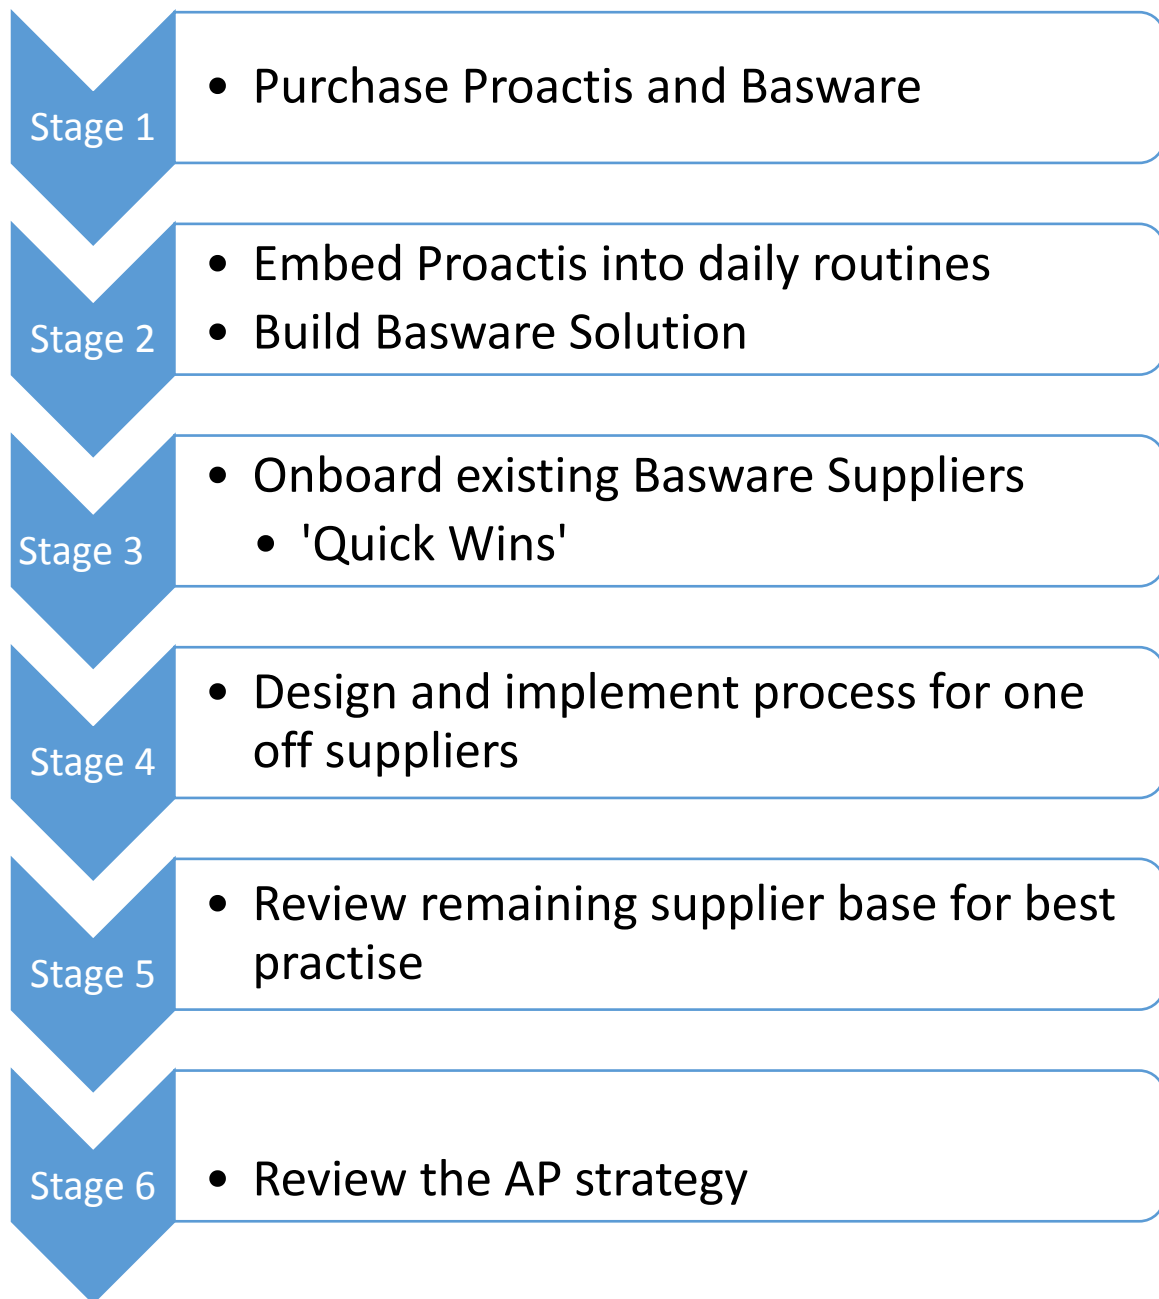 Stage 1
• Purchase Proactis and Basware
Stage 2
• Embed Proactis into daily routines
• Build Basware Solution
Stage 3
• Onboard existing Basware Suppliers
• 'Quick Wins'
Stage 4
• Design and implement process for one
off suppliers
Stage 5
• Review remaining supplier base for best
practise
Stage 6
• Review the AP strategy